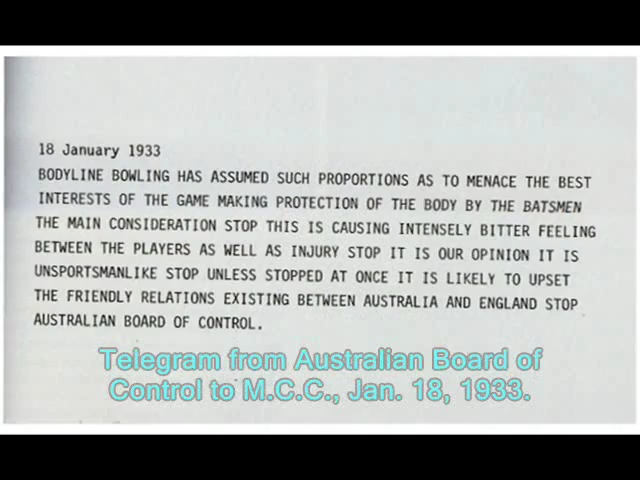 18 January 1933
BODYLINE BOWLING HAS ASSUMED SUCH PROPORTIONS AS TO MENACE THE BEST
INTERESTS OF THE GAME MAKING PROTECTION OF THE BODY BY THE BATSMEN
THE MAIN CONSIDERATION STOP THIS IS CAUSING INTENSELY BITTER FEELING
BETWEEN THE PLAYERS AS WELL AS INJURY STOP IT IS OUR OPINION IT IS
UNSPORTSMANLIKE STOP UNLESS STOPPED AT ONCE IT IS LIKELY TO UPSET
THE FRIENDLY RELATIONS EXISTING BETWEEN AUSTRALIA AND ENGLAND STOP
AUSTRALIAN BOARD OF CONTROL.
Telegram from Australian Board of
Control to M.C.C., Jan. 18, 1933.